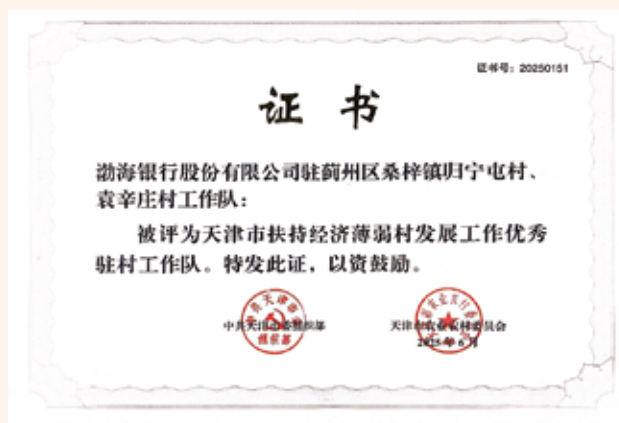 证书号：20250151
证 书
渤海银行股份有限公司驻蓟州区桑梓镇归宁屯村、
袁辛庄村工作队：
被评为天津市扶持经济薄弱村发展工作优秀
驻村工作队。特发此证，以资鼓励。
中共天津市委组织部 天津市农业农村委员会
2025年6月
组织部